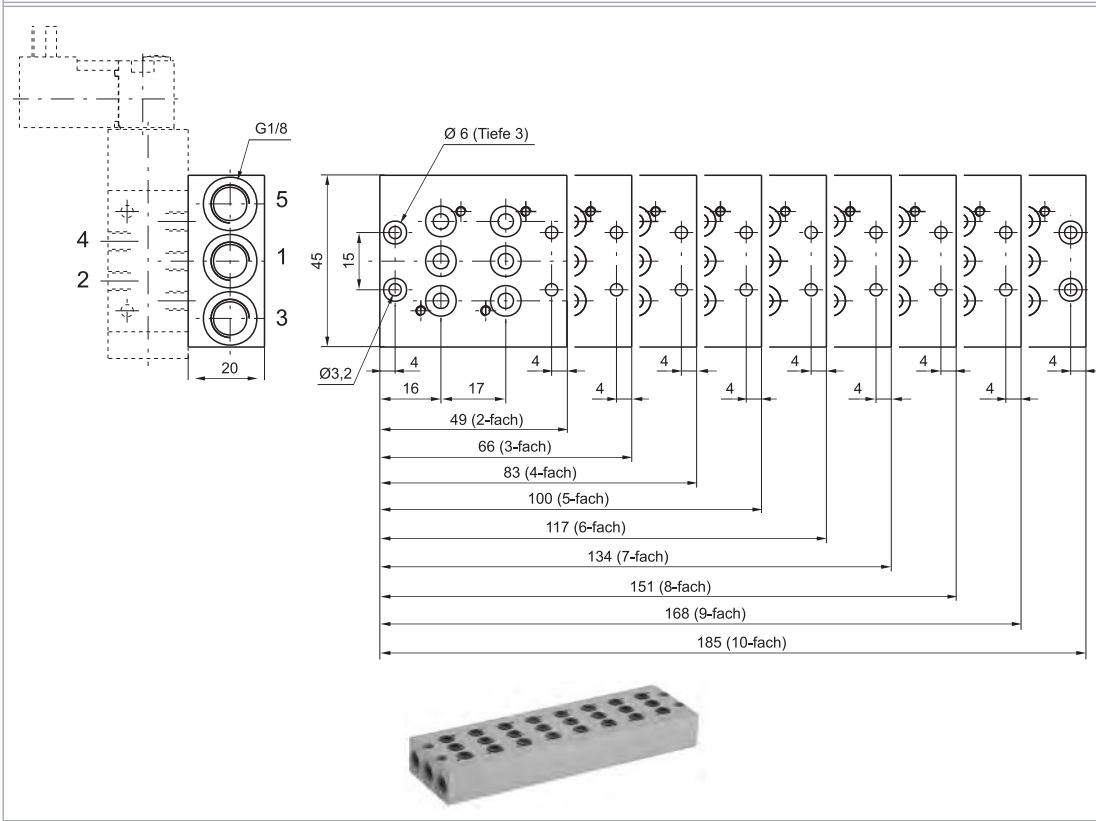 G1/8
Ø 6 (Tiefe 3)
5
4
1
2
3
45
15
20
Ø3,2
4
4
4
4
4
4
4
4
4
4
16
17
49 (2-fach)
66 (3-fach)
83 (4-fach)
100 (5-fach)
117 (6-fach)
134 (7-fach)
151 (8-fach)
168 (9-fach)
185 (10-fach)